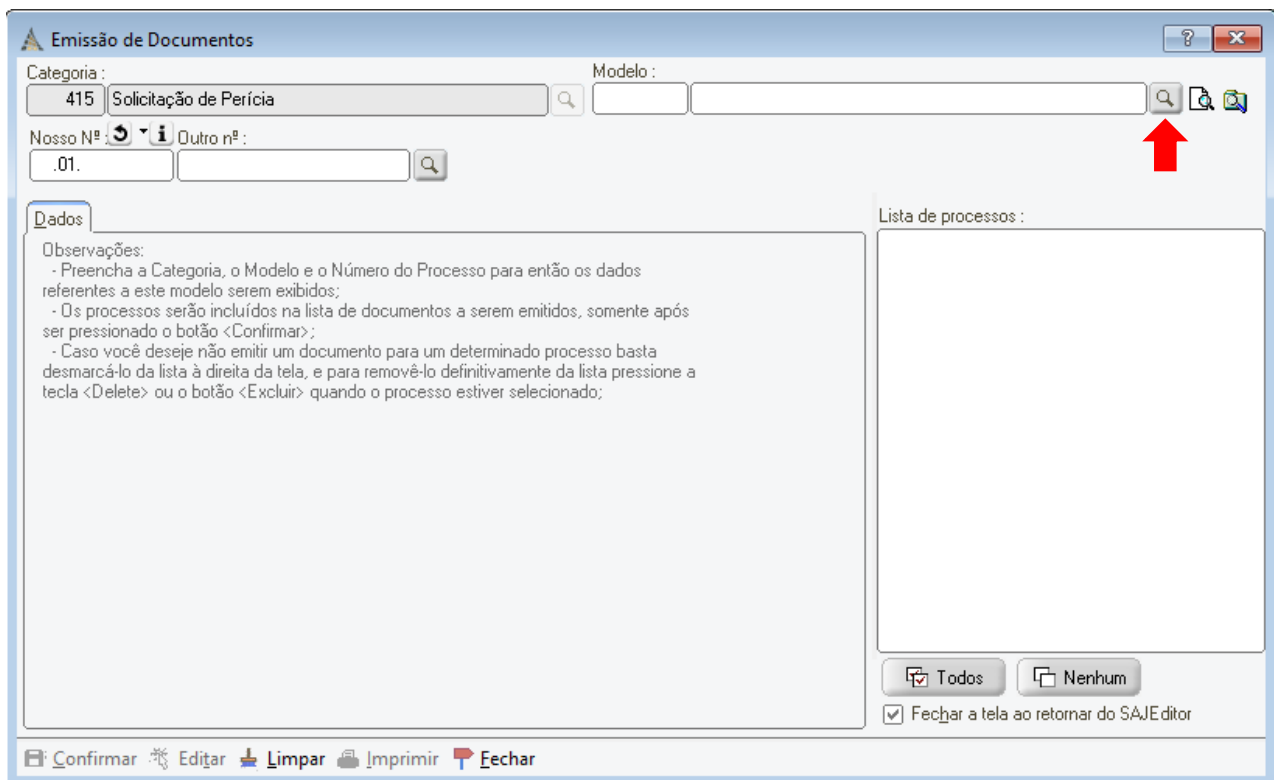 Emissão de Documentos
Categoria :
Modelo :
415 Solicitação de Perícia
Nosso Nº :
Outro nº :
.01.
Dados
Lista de processos :
Observações:
- Preencha a Categoria, o Modelo e o Número do Processo para então os dados
referentes a este modelo serem exibidos;
- Os processos serão incluídos na lista de documentos a serem emitidos, somente após
ser pressionado o botão <Confirmar>;
- Caso você deseje não emitir um documento para um determinado processo basta
desmarcá-lo da lista à direita da tela, e para removê-lo definitivamente da lista pressione a
tecla <Delete> ou o botão <Excluir> quando o processo estiver selecionado;
Todos
Nenhum
Fechar a tela ao retornar do SAJEditor
Confirmar Editar Limpar Imprimir Fechar